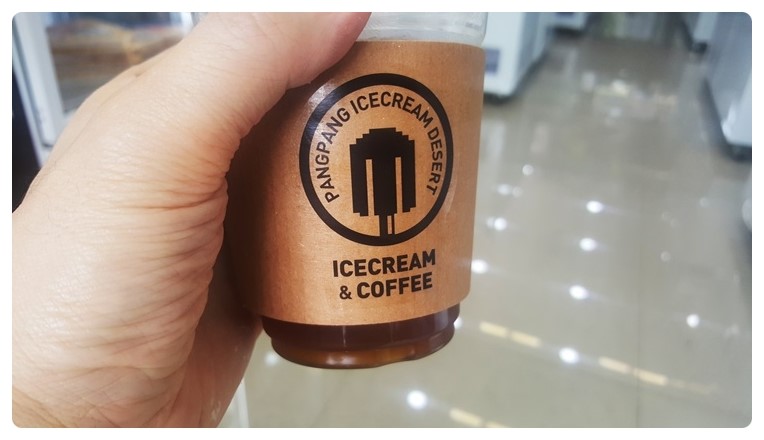 PANGPANG ICECREAM DESERT
ICECREAM
& COFFEE